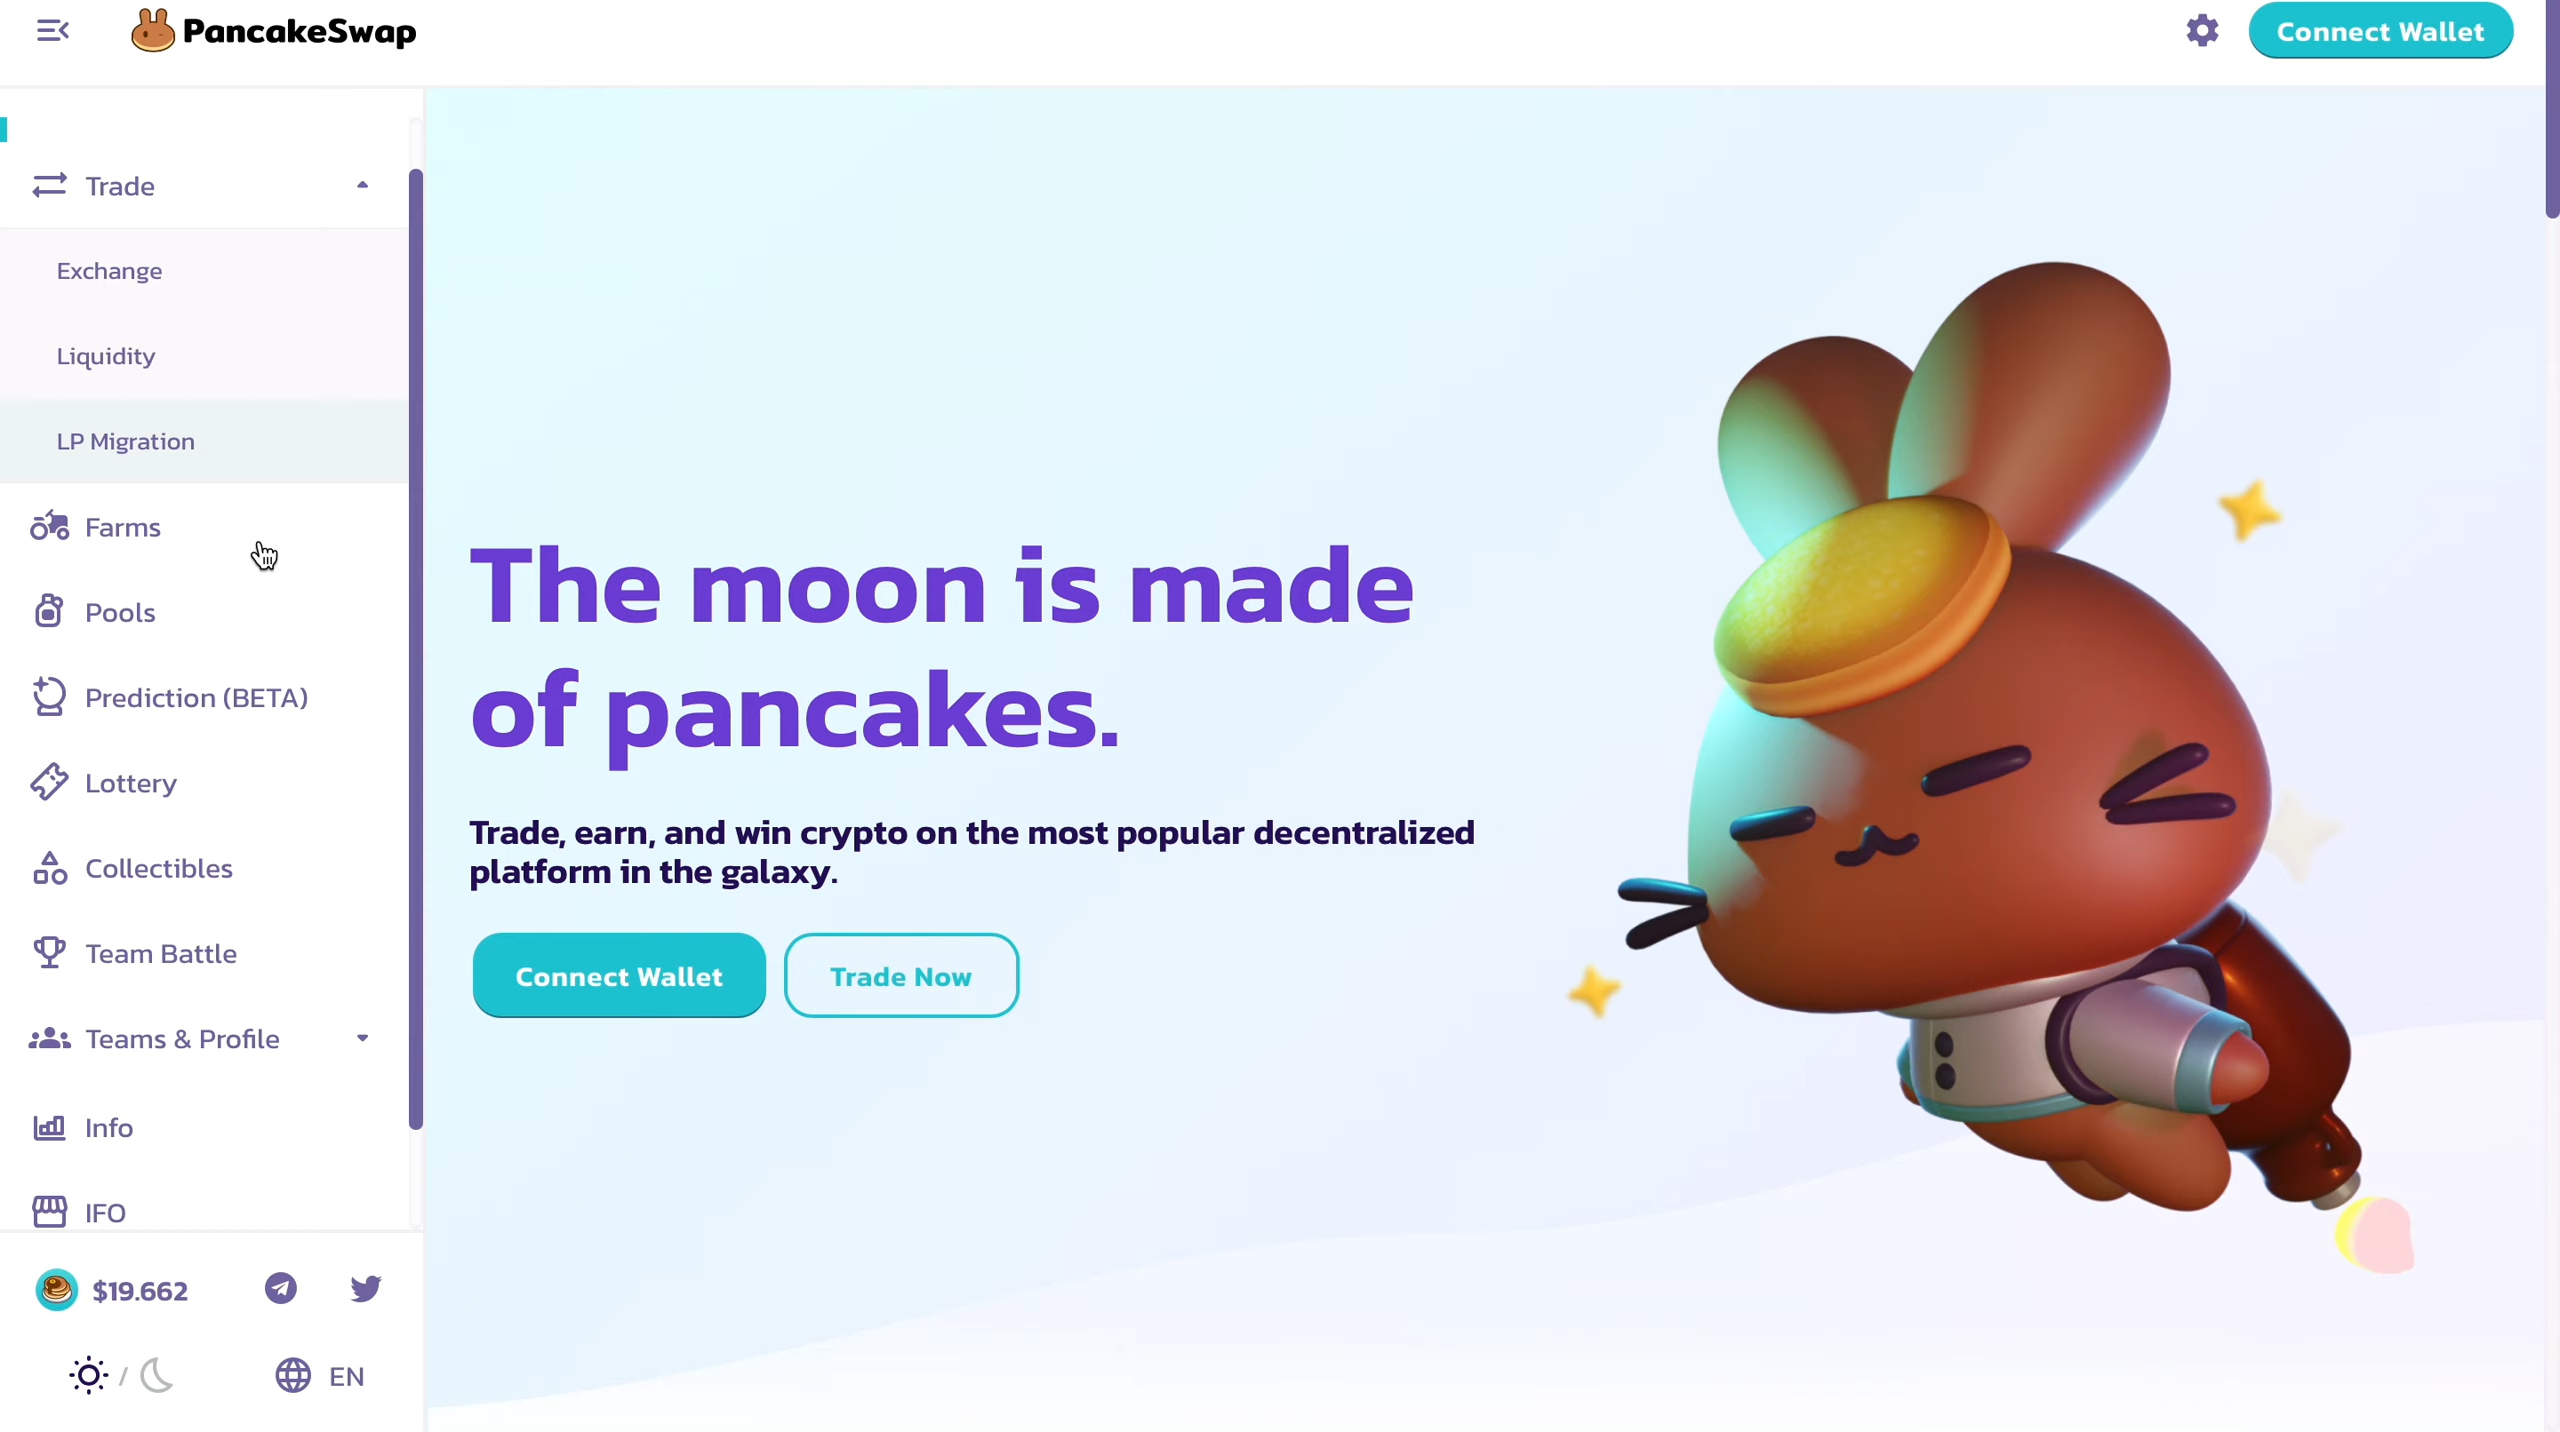 PancakeSwap
Connect Wallet
Trade
Exchange
Liquidity
LP Migration
Farms
Pools
Prediction (BETA)
Lottery
Collectibles
Team Battle
Teams & Profile
Info
IFO
$19.662
/
EN
The moon is made
of pancakes.
Trade, earn, and win crypto on the most popular decentralized
platform in the galaxy.
Connect Wallet
Trade Now